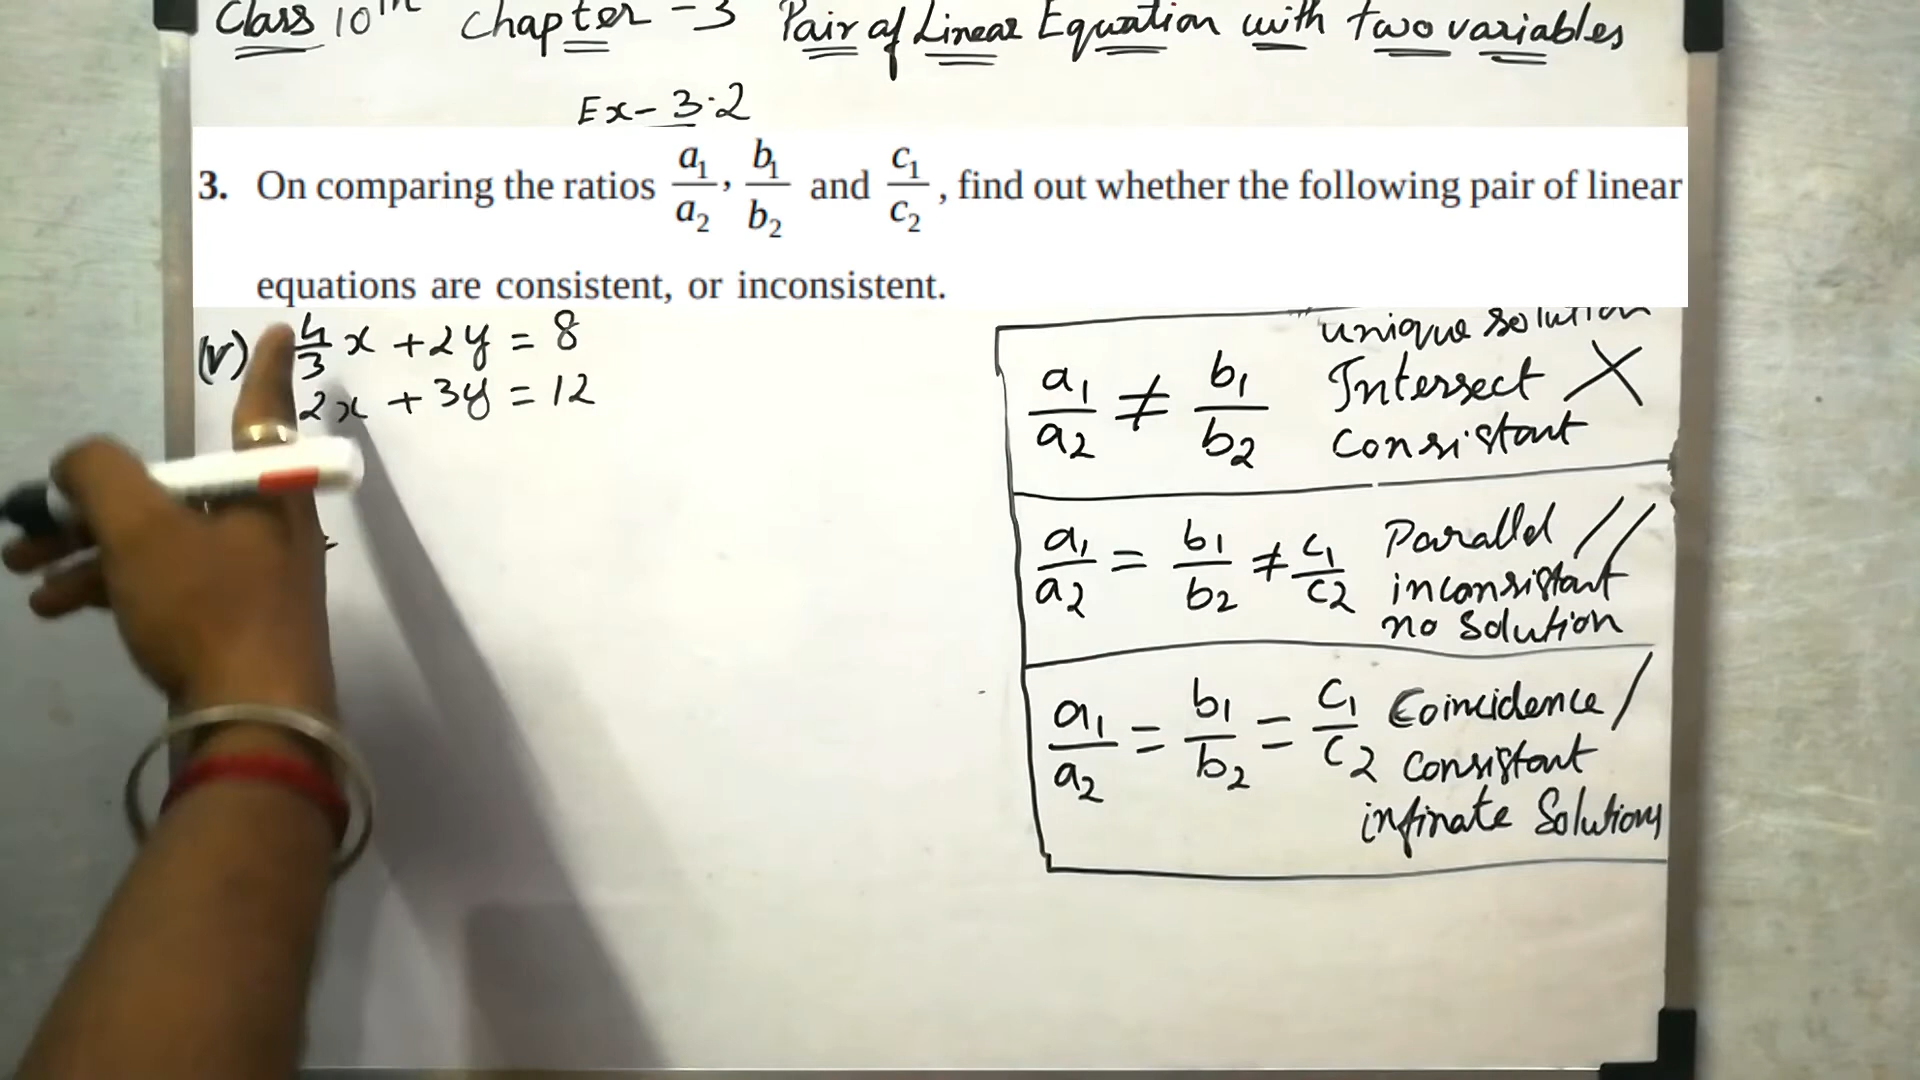 Class 10th Chapter - 3 Pair of Linear Equation with two variables
Ex - 3.2
3. On comparing the ratios a₁/a₂, b₁/b₂ and c₁/c₂, find out whether the following pair of linear
equations are consistent, or inconsistent.
(v) 4/3 x + 2y = 8
2x + 3y = 12
unique solution
a₁/a₂ ≠ b₁/b₂ Intersect
consistant
a₁/a₂ = b₁/b₂ ≠ c₁/c₂ Parallel //
inconsistant
no solution
a₁/a₂ = b₁/b₂ = c₁/c₂ Coincidence /
consistant
infinate Solutions